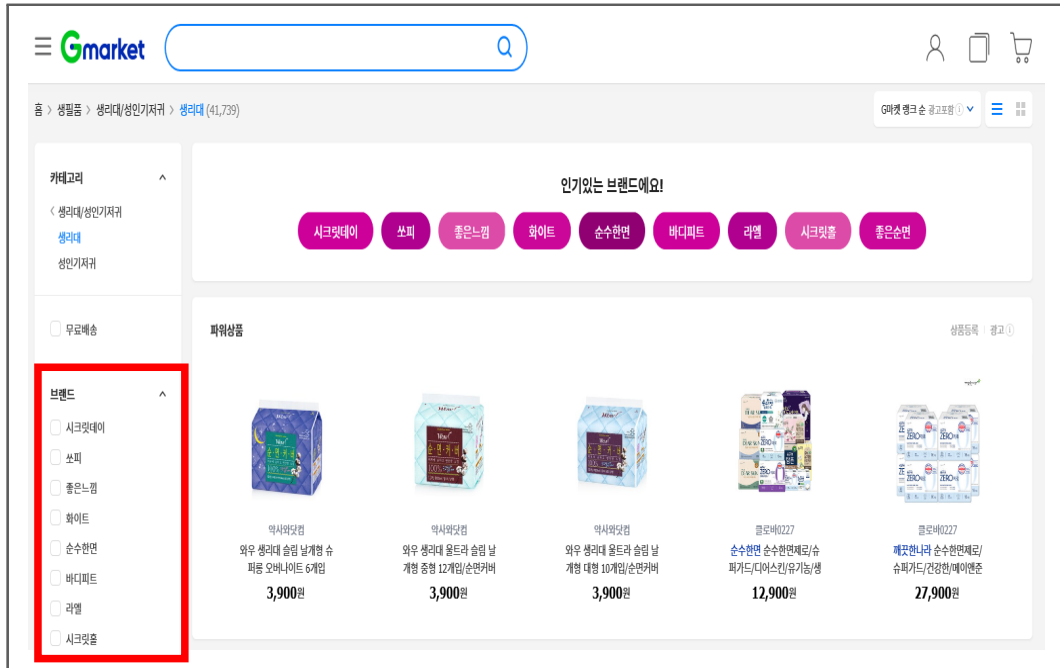 Gmarket
홈 > 생필품 > 생리대/성인기저귀 > 생리대 (41,739)
G마켓 랭크 순 광고포함
카테고리
< 생리대/성인기저귀
생리대
성인기저귀
무료배송
브랜드
시크릿데이
쏘피
좋은느낌
화이트
순수한면
바디피트
라엘
시크릿홀
인기있는 브랜드에요!
시크릿데이 쏘피 좋은느낌 화이트 순수한면 바디피트 라엘 시크릿홀 좋은순면
파워상품
상품등록 광고
약사와닷컴
와우 생리대 슬림 날개형 슈
퍼롱 오버나이트 6개입
3,900원
약사와닷컴
와우 생리대 울트라 슬림 날
개형 중형 12개입/순면커버
3,900원
약사와닷컴
와우 생리대 울트라 슬림 날
개형 대형 10개입/순면커버
3,900원
클로버0227
순수한면 순수한면제로/슈
퍼가드/디어스킨/유기농/생
12,900원
클로버0227
깨끗한나라 순수한면제로/
슈퍼가드/건강한/메이앤준
27,900원